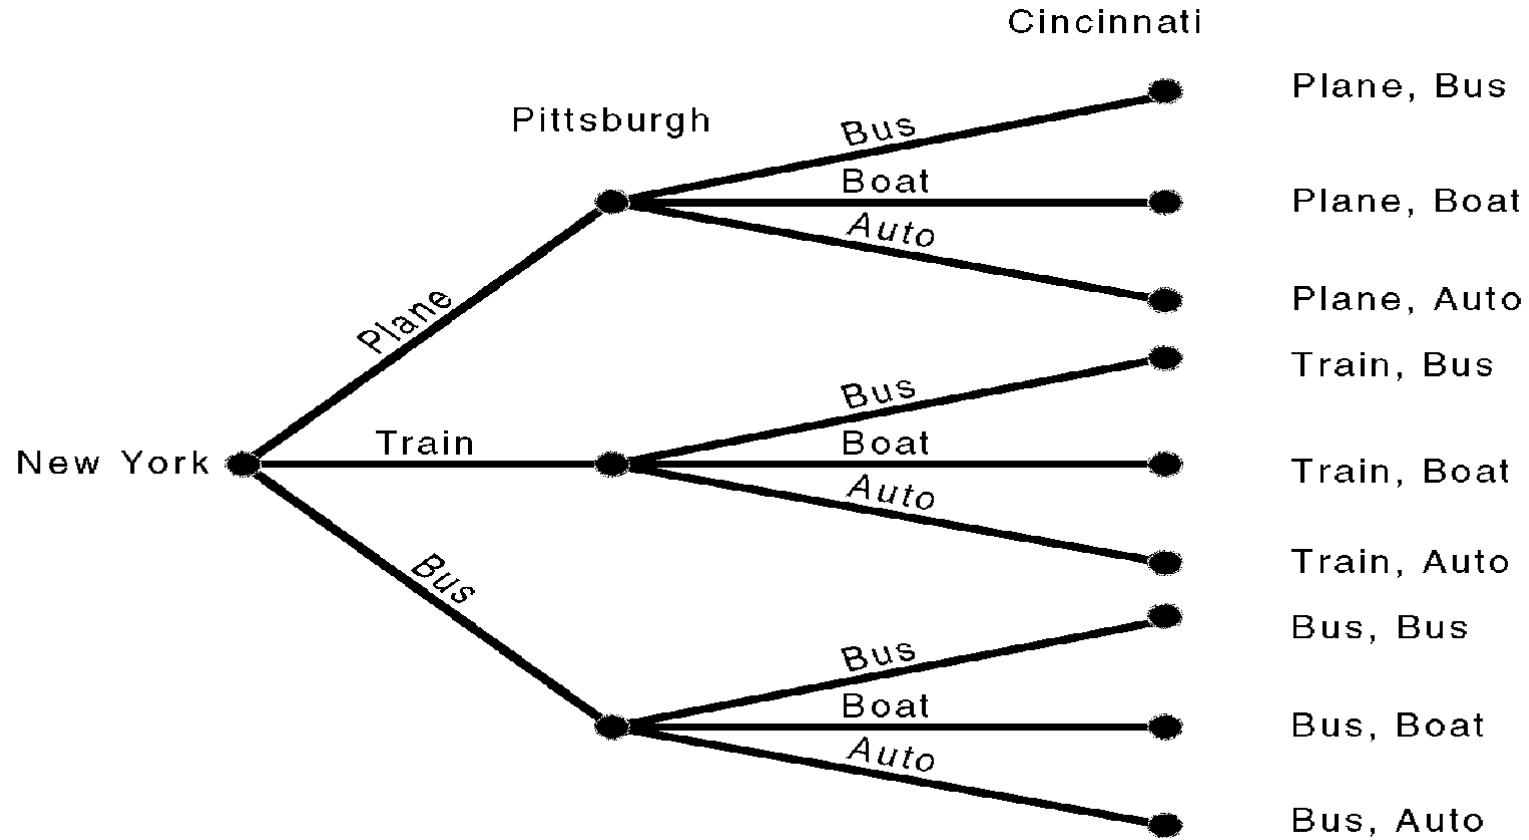 Cincinnati
Pittsburgh
New York
Plane
Train
Bus
Bus
Boat
Auto
Bus
Boat
Auto
Bus
Boat
Auto
Plane, Bus
Plane, Boat
Plane, Auto
Train, Bus
Train, Boat
Train, Auto
Bus, Bus
Bus, Boat
Bus, Auto